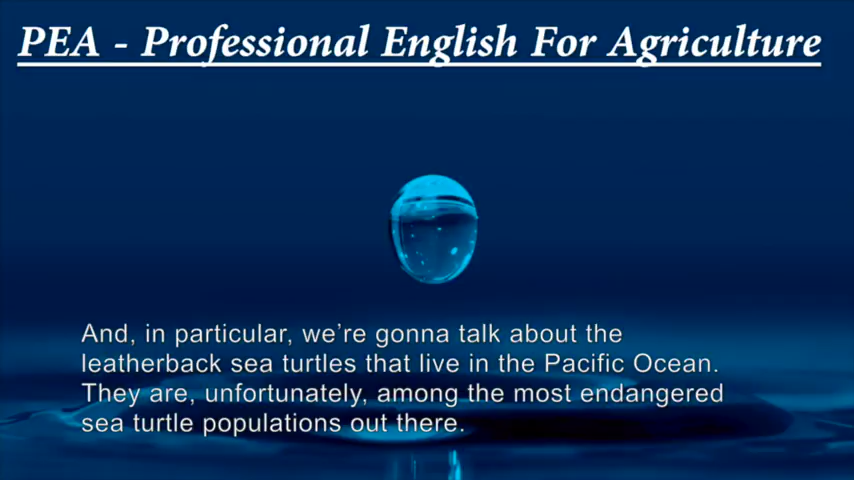 PEA - Professional English For Agriculture
And, in particular, we’re gonna talk about the
leatherback sea turtles that live in the Pacific Ocean.
They are, unfortunately, among the most endangered
sea turtle populations out there.